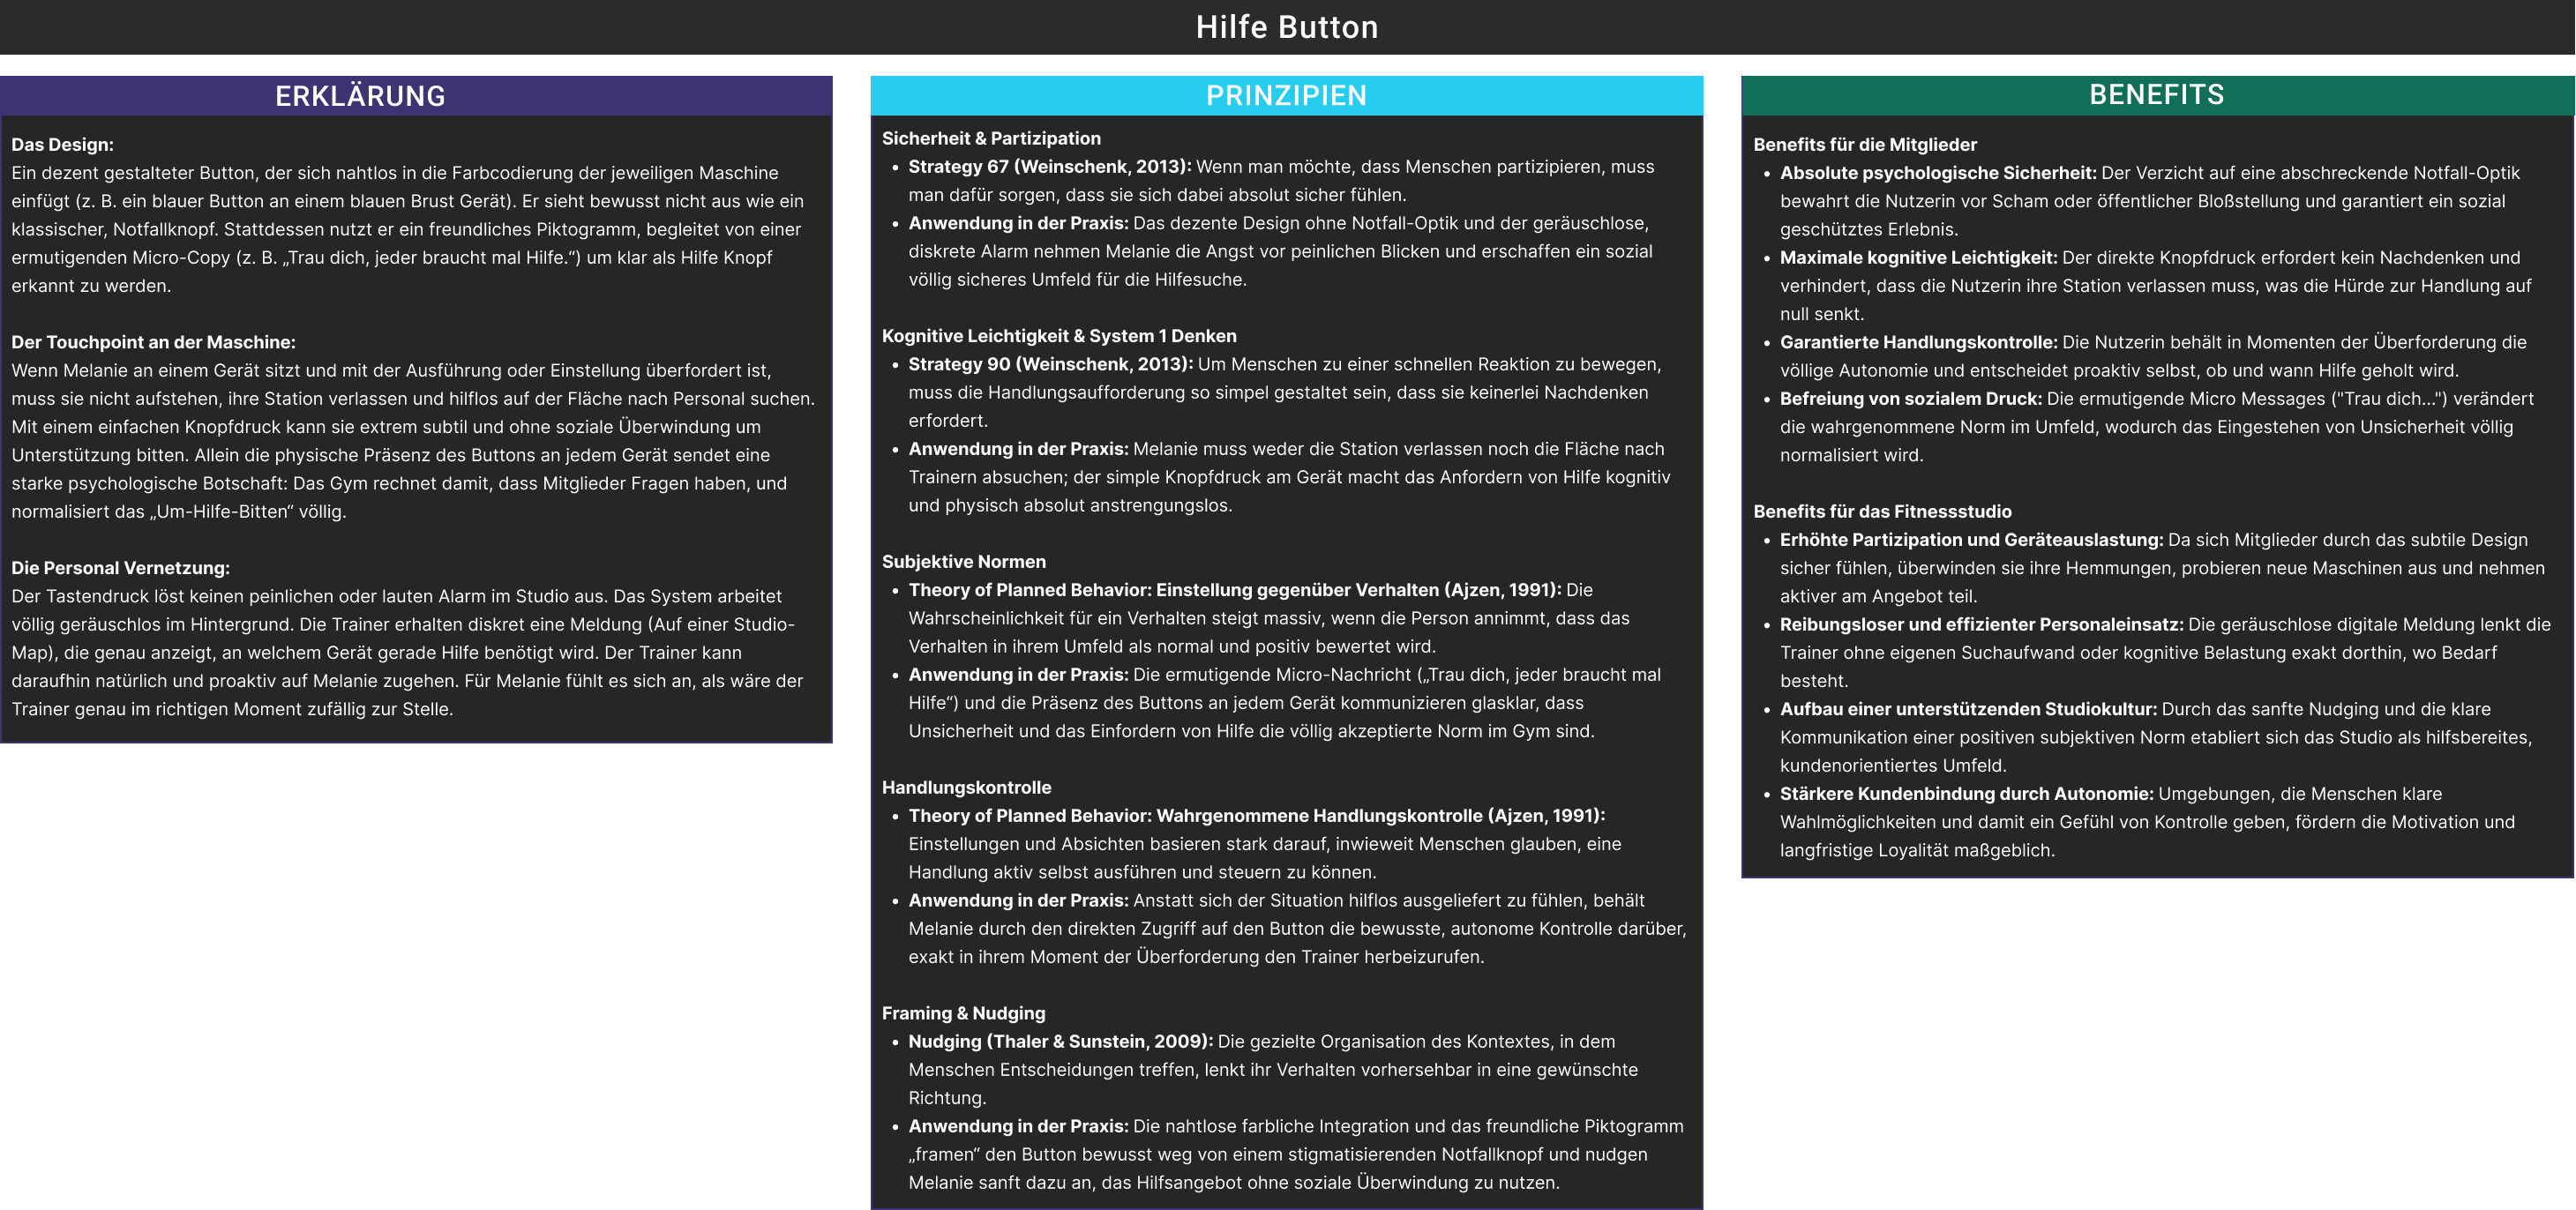 Hilfe Button
ERKLÄRUNG
Das Design:
Ein dezent gestalteter Button, der sich nahtlos in die Farbcodierung der jeweiligen Maschine
einfügt (z. B. ein blauer Button an einem blauen Brust Gerät). Er sieht bewusst nicht aus wie ein
klassischer, Notfallknopf. Stattdessen nutzt er ein freundliches Piktogramm, begleitet von einer
ermutigenden Micro-Copy (z. B. „Trau dich, jeder braucht mal Hilfe.“) um klar als Hilfe Knopf
erkannt zu werden.
Der Touchpoint an der Maschine:
Wenn Melanie an einem Gerät sitzt und mit der Ausführung oder Einstellung überfordert ist,
muss sie nicht aufstehen, ihre Station verlassen und hilflos auf der Fläche nach Personal suchen.
Mit einem einfachen Knopfdruck kann sie extrem subtil und ohne soziale Überwindung um
Unterstützung bitten. Allein die physische Präsenz des Buttons an jedem Gerät sendet eine
starke psychologische Botschaft: Das Gym rechnet damit, dass Mitglieder Fragen haben, und
normalisiert das „Um-Hilfe-Bitten“ völlig.
Die Personal Vernetzung:
Der Tastendruck löst keinen peinlichen oder lauten Alarm im Studio aus. Das System arbeitet
völlig geräuschlos im Hintergrund. Die Trainer erhalten diskret eine Meldung (Auf einer Studio-
Map), die genau anzeigt, an welchem Gerät gerade Hilfe benötigt wird. Der Trainer kann
daraufhin natürlich und proaktiv auf Melanie zugehen. Für Melanie fühlt es sich an, als wäre der
Trainer genau im richtigen Moment zufällig zur Stelle.
PRINZIPIEN
Sicherheit & Partizipation
• Strategy 67 (Weinschenk, 2013): Wenn man möchte, dass Menschen partizipieren, muss
man dafür sorgen, dass sie sich dabei absolut sicher fühlen.
• Anwendung in der Praxis: Das dezente Design ohne Notfall-Optik und der geräuschlose,
diskrete Alarm nehmen Melanie die Angst vor peinlichen Blicken und erschaffen ein sozial
völlig sicheres Umfeld für die Hilfesuche.
Kognitive Leichtigkeit & System 1 Denken
• Strategy 90 (Weinschenk, 2013): Um Menschen zu einer schnellen Reaktion zu bewegen,
muss die Handlungsaufforderung so simpel gestaltet sein, dass sie keinerlei Nachdenken
erfordert.
• Anwendung in der Praxis: Melanie muss weder die Station verlassen noch die Fläche nach
Trainern absuchen; der simple Knopfdruck am Gerät macht das Anfordern von Hilfe kognitiv
und physisch absolut anstrengungslos.
Subjektive Normen
• Theory of Planned Behavior: Einstellung gegenüber Verhalten (Ajzen, 1991): Die
Wahrscheinlichkeit für ein Verhalten steigt massiv, wenn die Person annimmt, dass das
Verhalten in ihrem Umfeld als normal und positiv bewertet wird.
• Anwendung in der Praxis: Die ermutigende Micro-Nachricht („Trau dich, jeder braucht mal
Hilfe“) und die Präsenz des Buttons an jedem Gerät kommunizieren glasklar, dass
Unsicherheit und das Einfordern von Hilfe die völlig akzeptierte Norm im Gym sind.
Handlungskontrolle
• Theory of Planned Behavior: Wahrgenommene Handlungskontrolle (Ajzen, 1991):
Einstellungen und Absichten basieren stark darauf, inwieweit Menschen glauben, eine
Handlung aktiv selbst ausführen und steuern zu können.
• Anwendung in der Praxis: Anstatt sich der Situation hilflos ausgeliefert zu fühlen, behält
Melanie durch den direkten Zugriff auf den Button die bewusste, autonome Kontrolle darüber,
exakt in ihrem Moment der Überforderung den Trainer herbeizurufen.
Framing & Nudging
• Nudging (Thaler & Sunstein, 2009): Die gezielte Organisation des Kontextes, in dem
Menschen Entscheidungen treffen, lenkt ihr Verhalten vorhersehbar in eine gewünschte
Richtung.
• Anwendung in der Praxis: Die nahtlose farbliche Integration und das freundliche Piktogramm
„framen“ den Button bewusst weg von einem stigmatisierenden Notfallknopf und nudgen
Melanie sanft dazu an, das Hilfsangebot ohne soziale Überwindung zu nutzen.
BENEFITS
Benefits für die Mitglieder
• Absolute psychologische Sicherheit: Der Verzicht auf eine abschreckende Notfall-Optik
bewahrt die Nutzerin vor Scham oder öffentlicher Bloßstellung und garantiert ein sozial
geschütztes Erlebnis.
• Maximale kognitive Leichtigkeit: Der direkte Knopfdruck erfordert kein Nachdenken und
verhindert, dass die Nutzerin ihre Station verlassen muss, was die Hürde zur Handlung auf
null senkt.
• Garantierte Handlungskontrolle: Die Nutzerin behält in Momenten der Überforderung die
völlige Autonomie und entscheidet proaktiv selbst, ob und wann Hilfe geholt wird.
• Befreiung von sozialem Druck: Die ermutigende Micro Messages ("Trau dich...") verändert
die wahrgenommene Norm im Umfeld, wodurch das Eingestehen von Unsicherheit völlig
normalisiert wird.
Benefits für das Fitnessstudio
• Erhöhte Partizipation und Geräteauslastung: Da sich Mitglieder durch das subtile Design
sicher fühlen, überwinden sie ihre Hemmungen, probieren neue Maschinen aus und nehmen
aktiver am Angebot teil.
• Reibungsloser und effizienter Personaleinsatz: Die geräuschlose digitale Meldung lenkt die
Trainer ohne eigenen Suchaufwand oder kognitive Belastung exakt dorthin, wo Bedarf
besteht.
• Aufbau einer unterstützenden Studiokultur: Durch das sanfte Nudging und die klare
Kommunikation einer positiven subjektiven Norm etabliert sich das Studio als hilfsbereites,
kundenorientiertes Umfeld.
• Stärkere Kundenbindung durch Autonomie: Umgebungen, die Menschen klare
Wahlmöglichkeiten und damit ein Gefühl von Kontrolle geben, fördern die Motivation und
langfristige Loyalität maßgeblich.